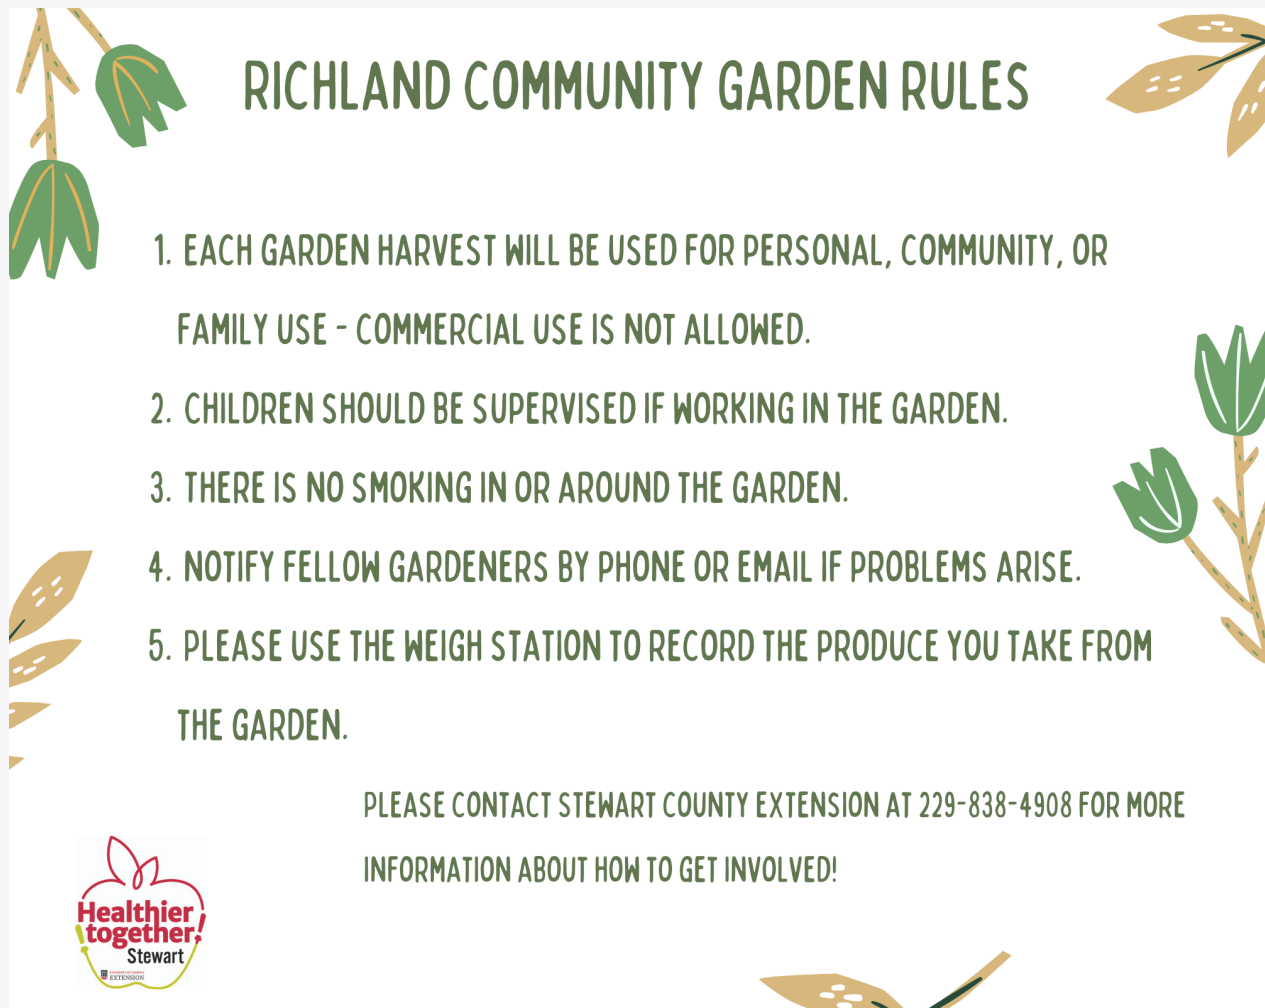 RICHLAND COMMUNITY GARDEN RULES
1. EACH GARDEN HARVEST WILL BE USED FOR PERSONAL, COMMUNITY, OR
FAMILY USE - COMMERCIAL USE IS NOT ALLOWED.
2. CHILDREN SHOULD BE SUPERVISED IF WORKING IN THE GARDEN.
3. THERE IS NO SMOKING IN OR AROUND THE GARDEN.
4. NOTIFY FELLOW GARDENERS BY PHONE OR EMAIL IF PROBLEMS ARISE.
5. PLEASE USE THE WEIGH STATION TO RECORD THE PRODUCE YOU TAKE FROM
THE GARDEN.
PLEASE CONTACT STEWART COUNTY EXTENSION AT 229-838-4908 FOR MORE
INFORMATION ABOUT HOW TO GET INVOLVED!
Healthier
together!
Stewart
UNIVERSITY OF GEORGIA
EXTENSION